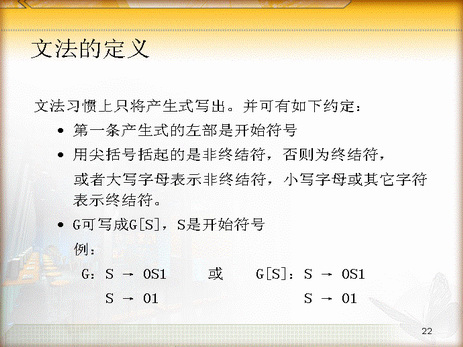 文法的定义
文法习惯上只将产生式写出。并可有如下约定：
• 第一条产生式的左部是开始符号
• 用尖括号括起的是非终结符，否则为终结符，
或者大写字母表示非终结符，小写字母或其它字符
表示终结符。
• G可写成G[S]，S是开始符号
例：
G：S → 0S1 或 G[S]：S → 0S1
S → 01 S → 01
22